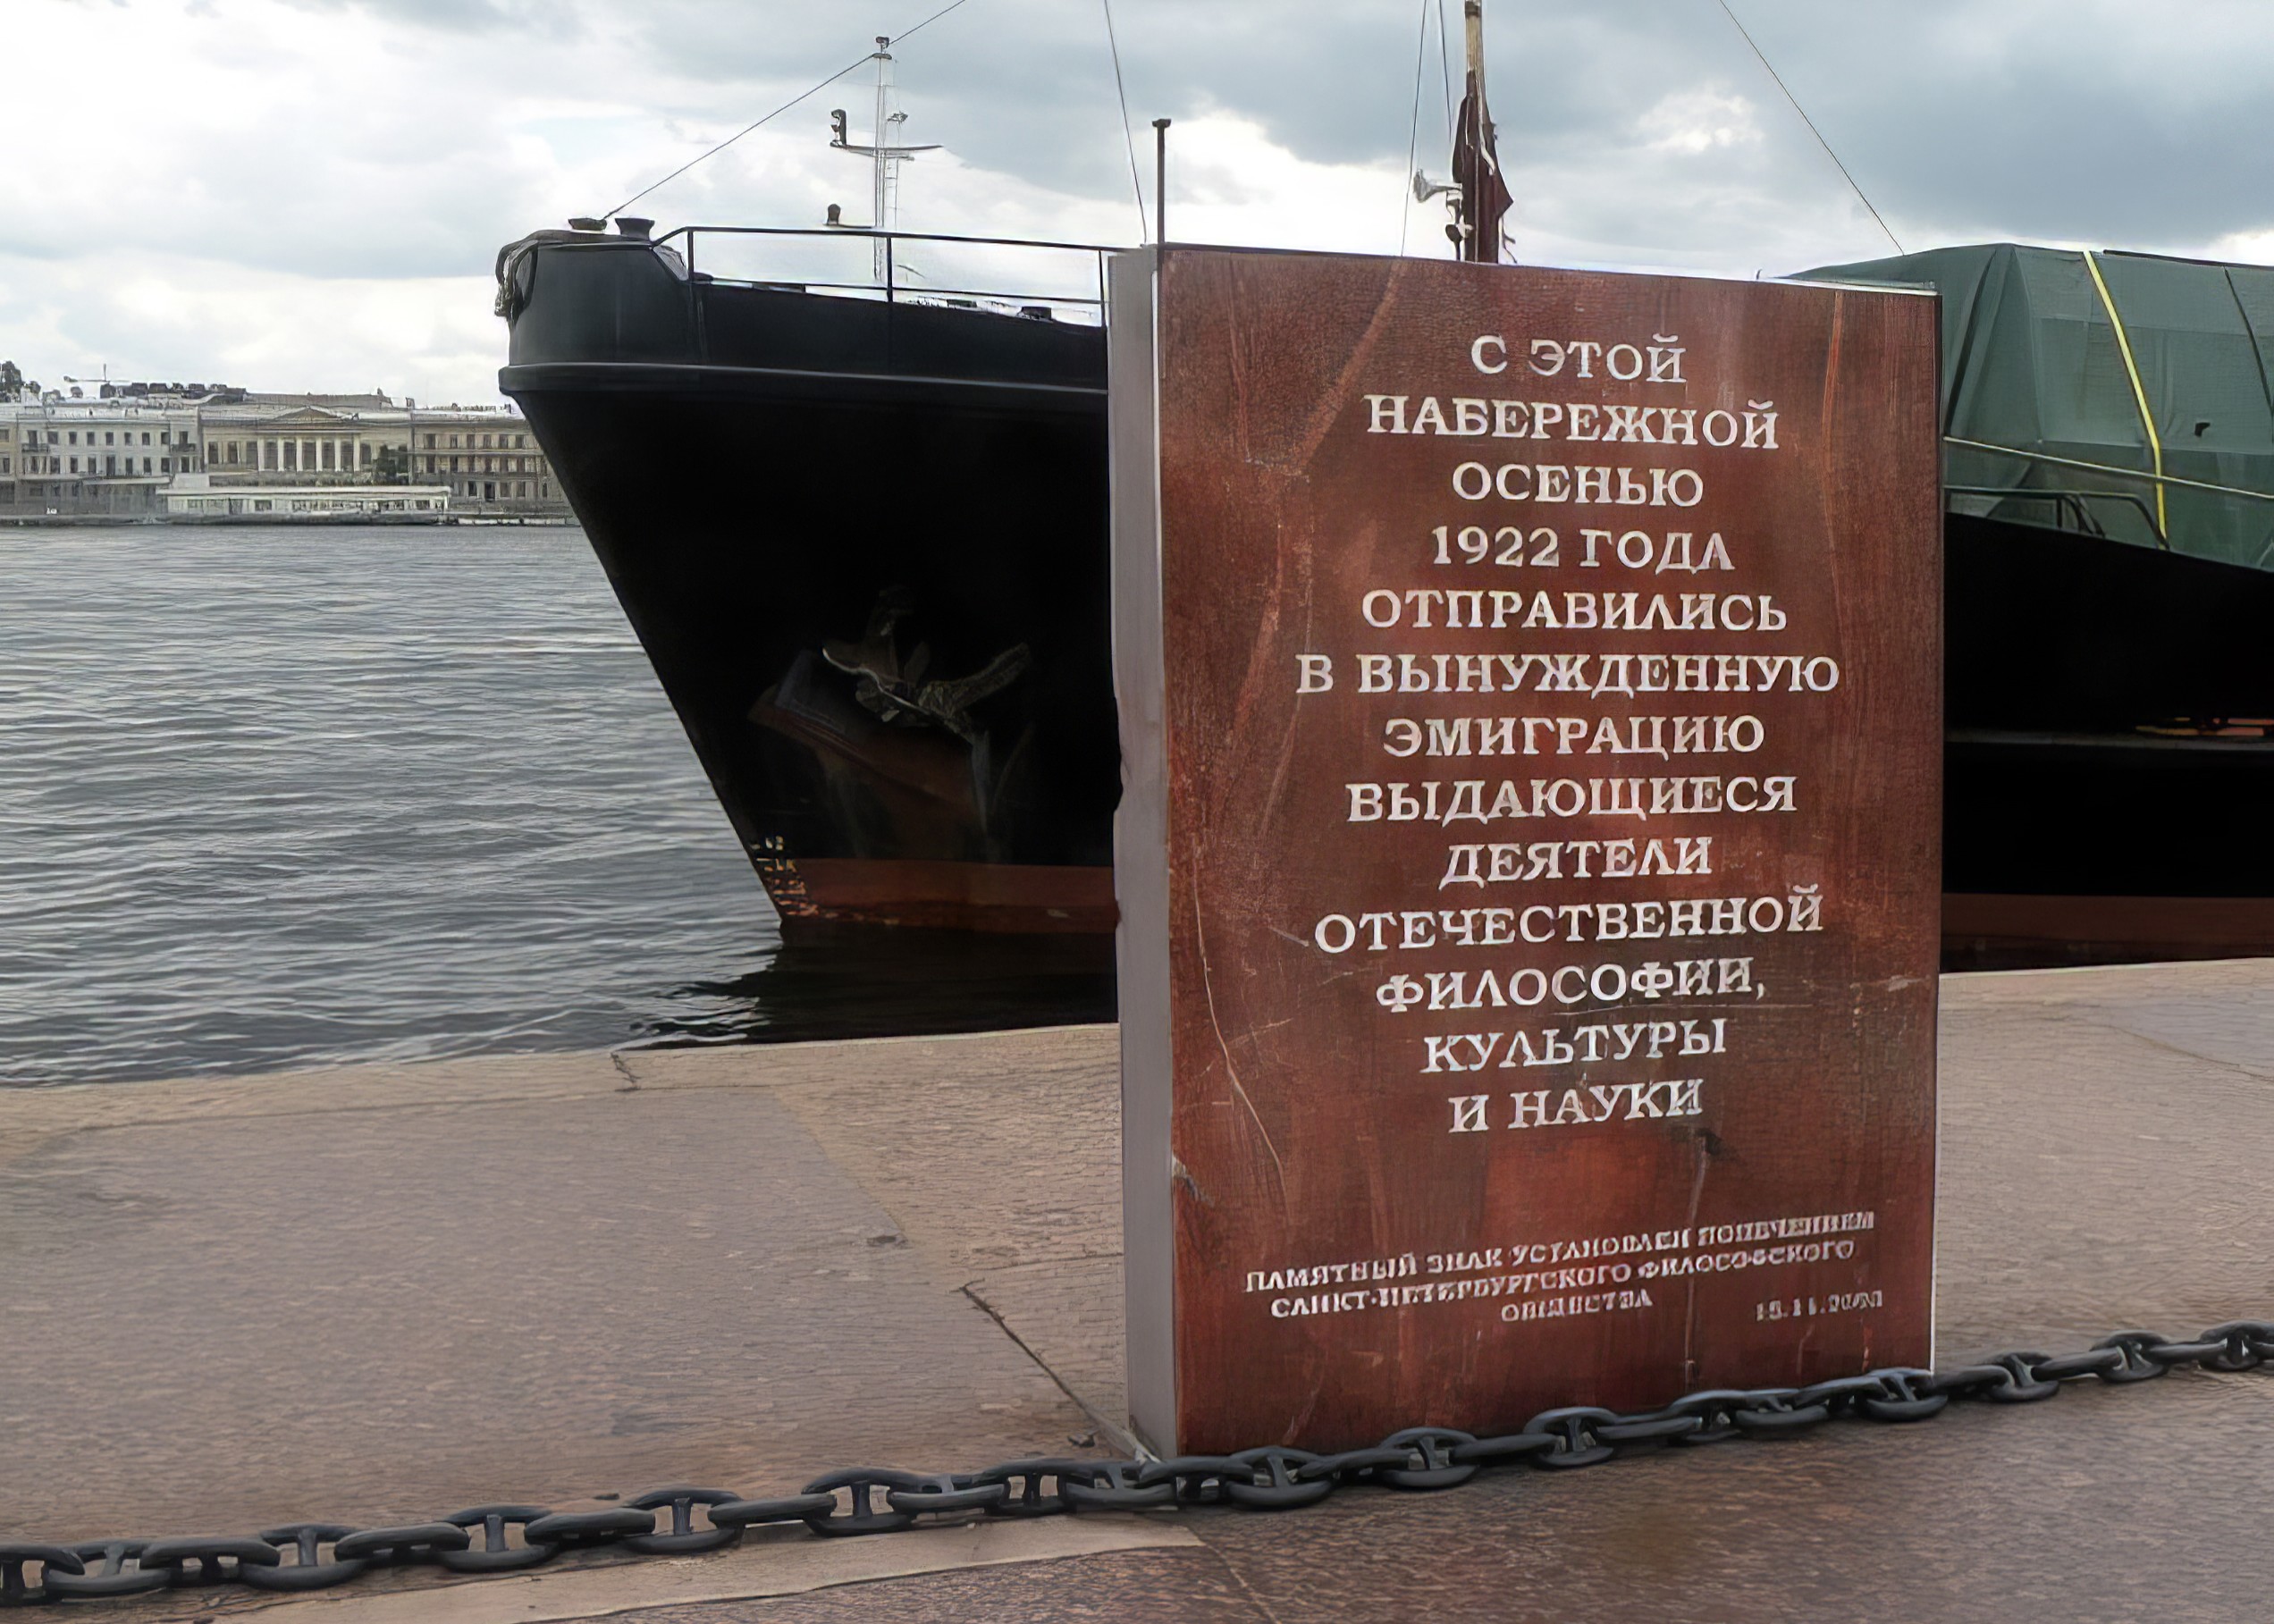 С ЭТОЙ
НАБЕРЕЖНОЙ
ОСЕНЬЮ
1922 ГОДА
ОТПРАВИЛИСЬ
В ВЫНУЖДЕННУЮ
ЭМИГРАЦИЮ
ВЫДАЮЩИЕСЯ
ДЕЯТЕЛИ
ОТЕЧЕСТВЕННОЙ
ФИЛОСОФИИ,
КУЛЬТУРЫ
И НАУКИ
ПАМЯТНЫЙ ЗНАК УСТАНОВЛЕН ПОПЕЧЕНИЕМ
САНКТ-ПЕТЕРБУРГСКОГО ФИЛОСОФСКОГО
ОБЩЕСТВА